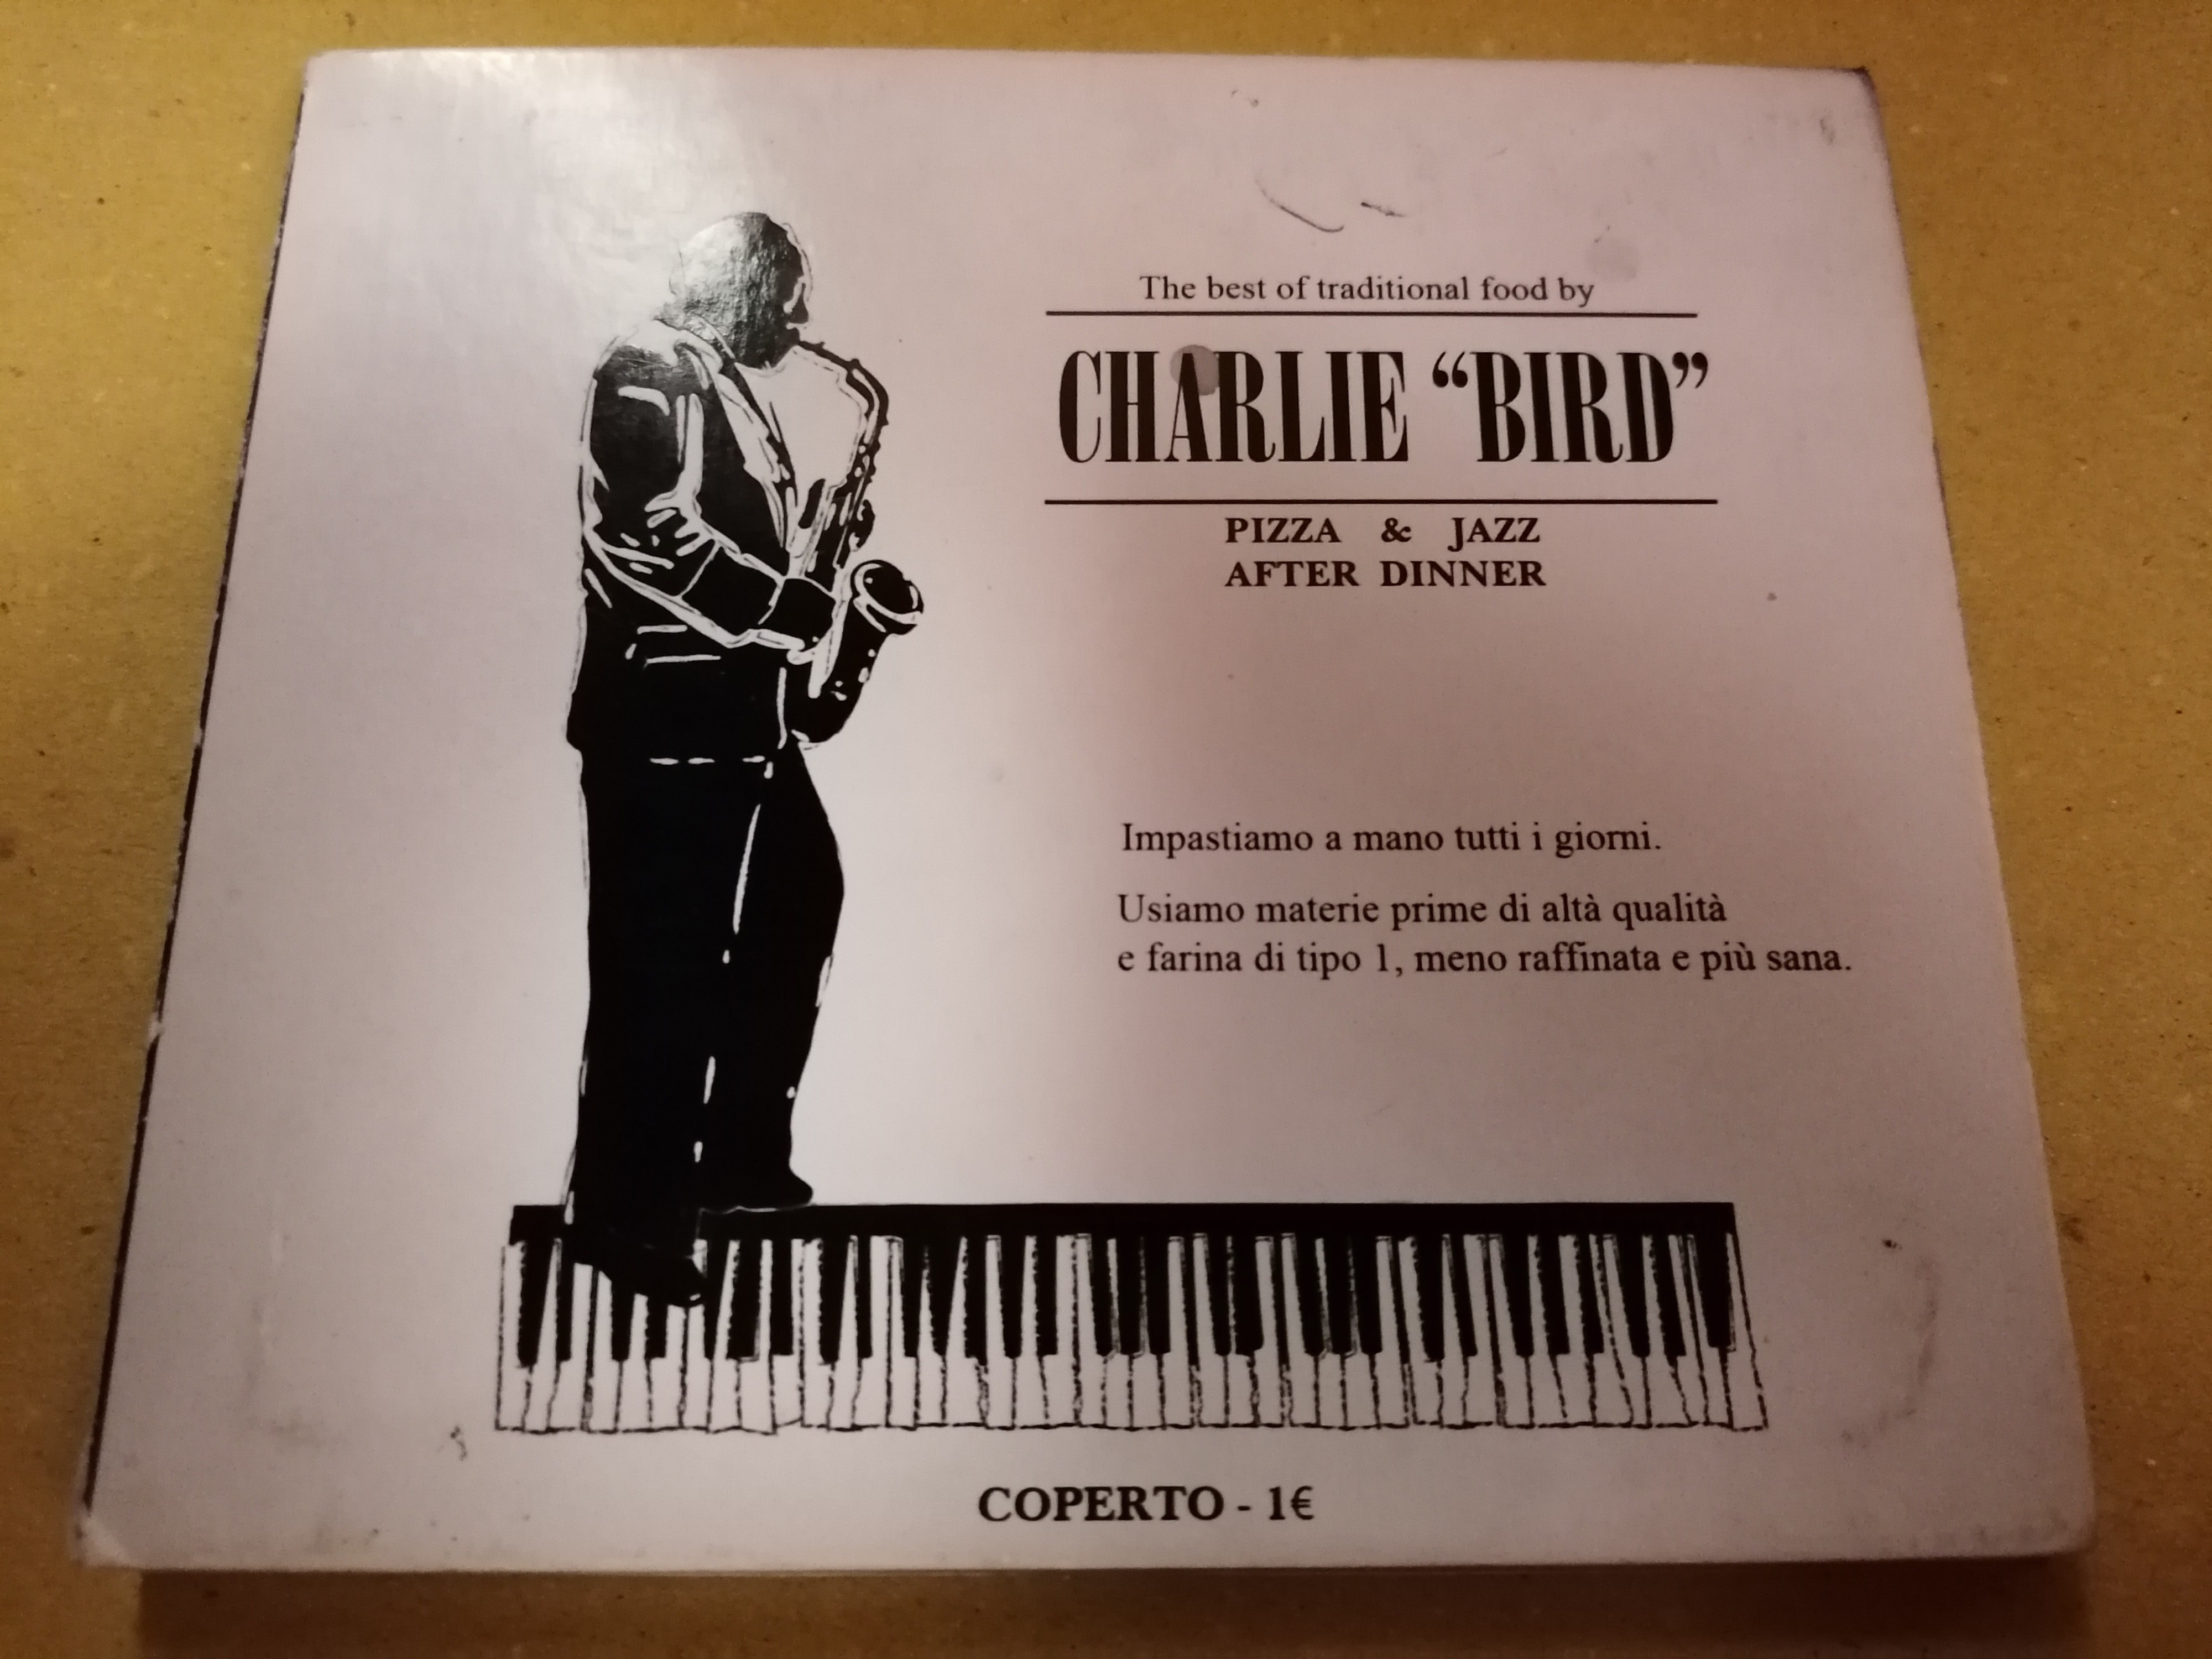 The best of traditional food by
CHARLIE “BIRD”
PIZZA & JAZZ
AFTER DINNER
Impastiamo a mano tutti i giorni.
Usiamo materie prime di altà qualità
e farina di tipo 1, meno raffinata e più sana.
COPERTO - 1€